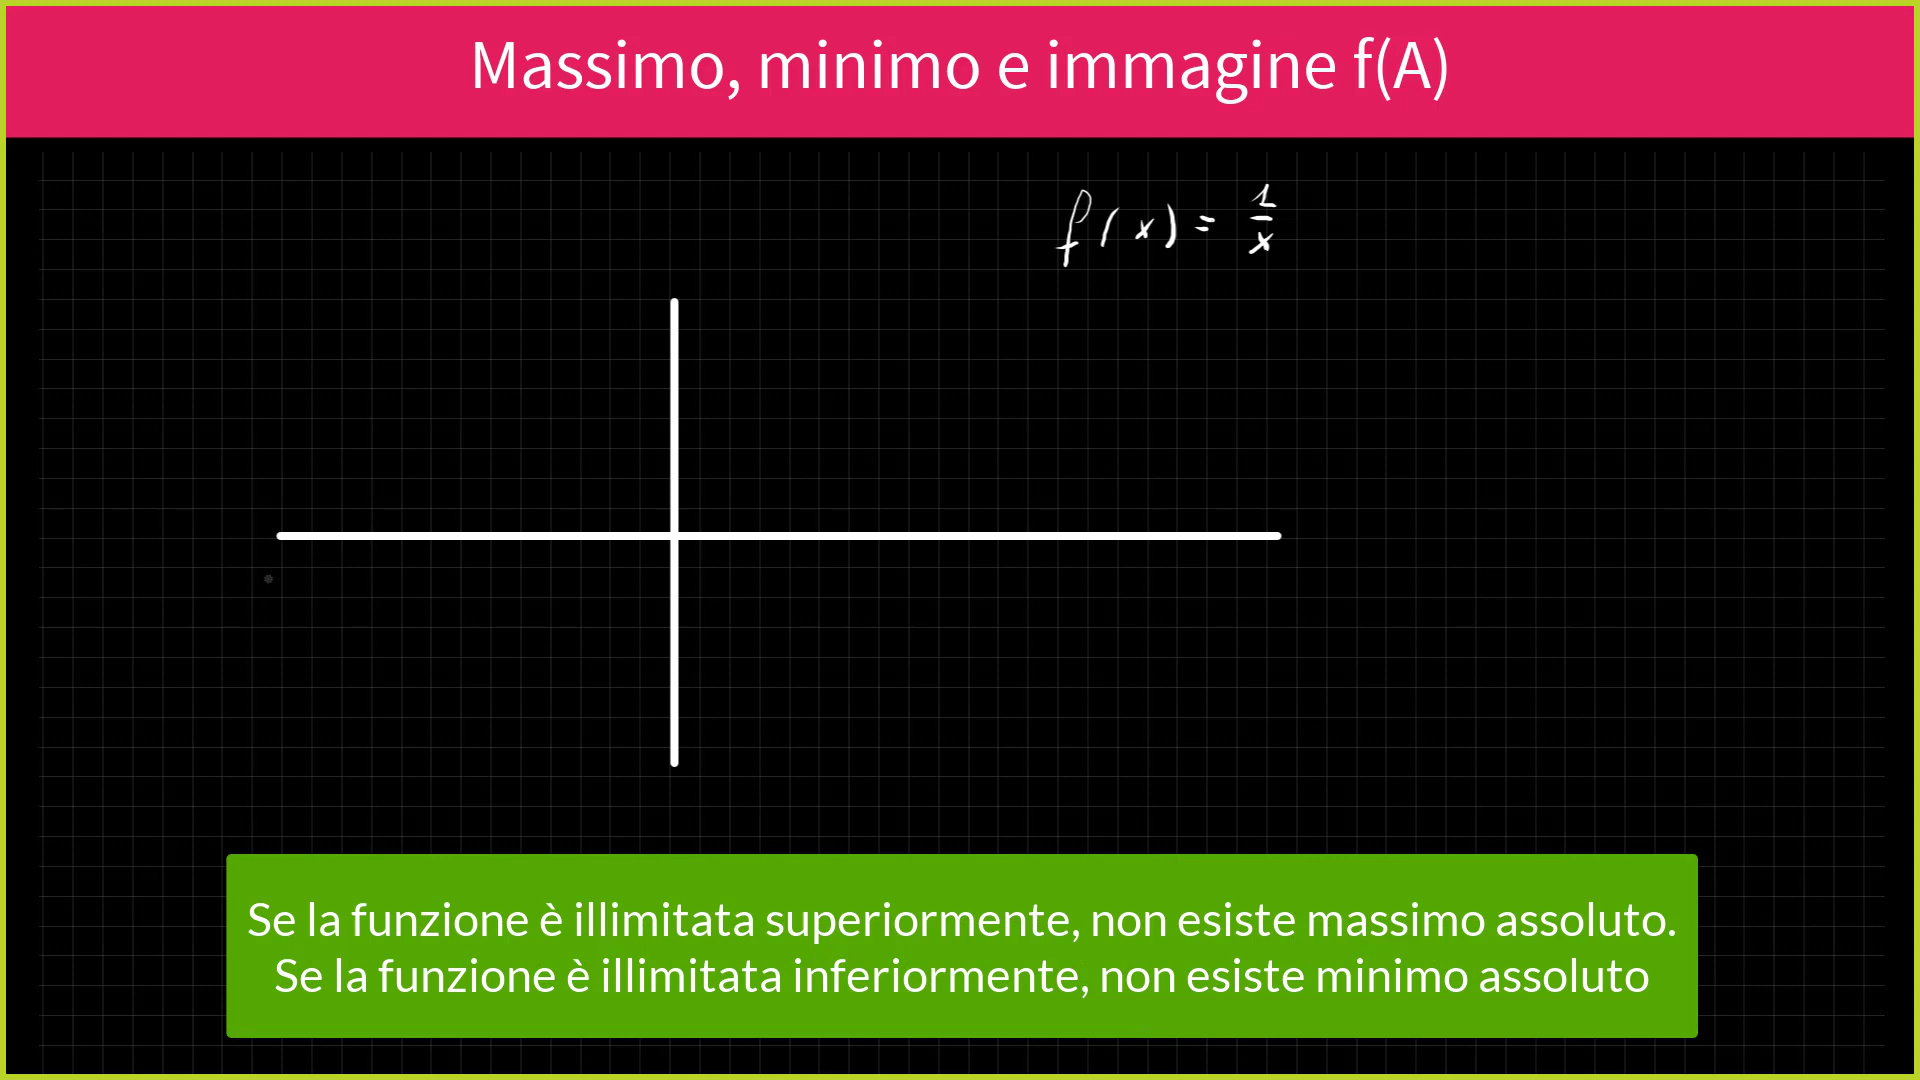 Massimo, minimo e immagine f(A)
f(x) = 1/x
Se la funzione è illimitata superiormente, non esiste massimo assoluto.
Se la funzione è illimitata inferiormente, non esiste minimo assoluto